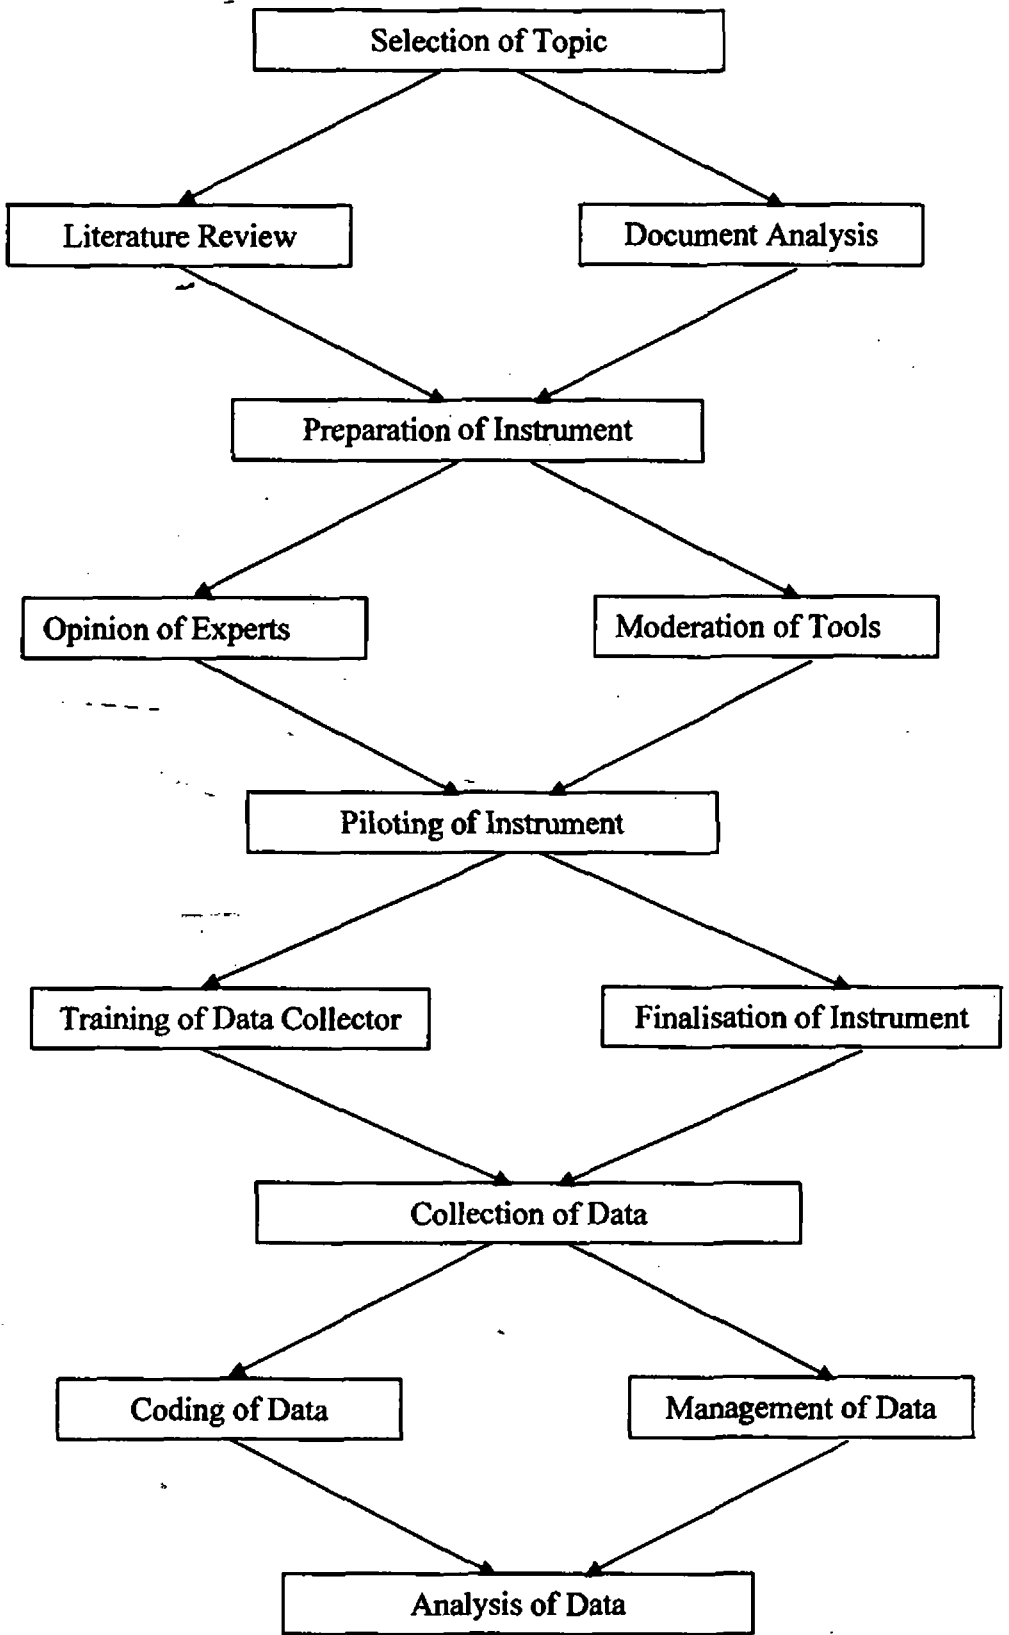 Selection of Topic
Literature Review
Document Analysis
Preparation of Instrument
Opinion of Experts
Moderation of Tools
Piloting of Instrument
Training of Data Collector
Finalisation of Instrument
Collection of Data
Coding of Data
Management of Data
Analysis of Data